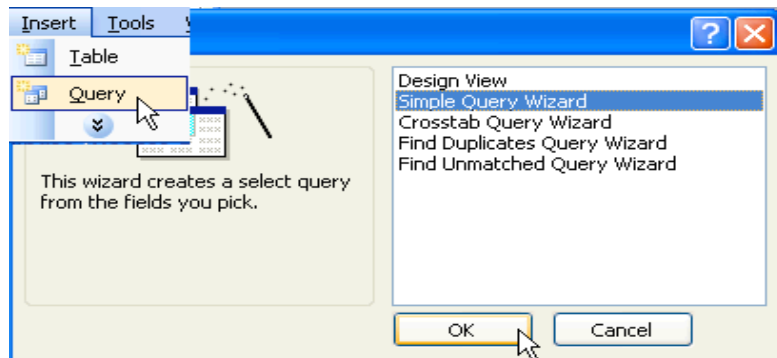 Insert Tools
?
Table
Query
This wizard creates a select query
from the fields you pick.
Design View
Simple Query Wizard
Crosstab Query Wizard
Find Duplicates Query Wizard
Find Unmatched Query Wizard
OK Cancel